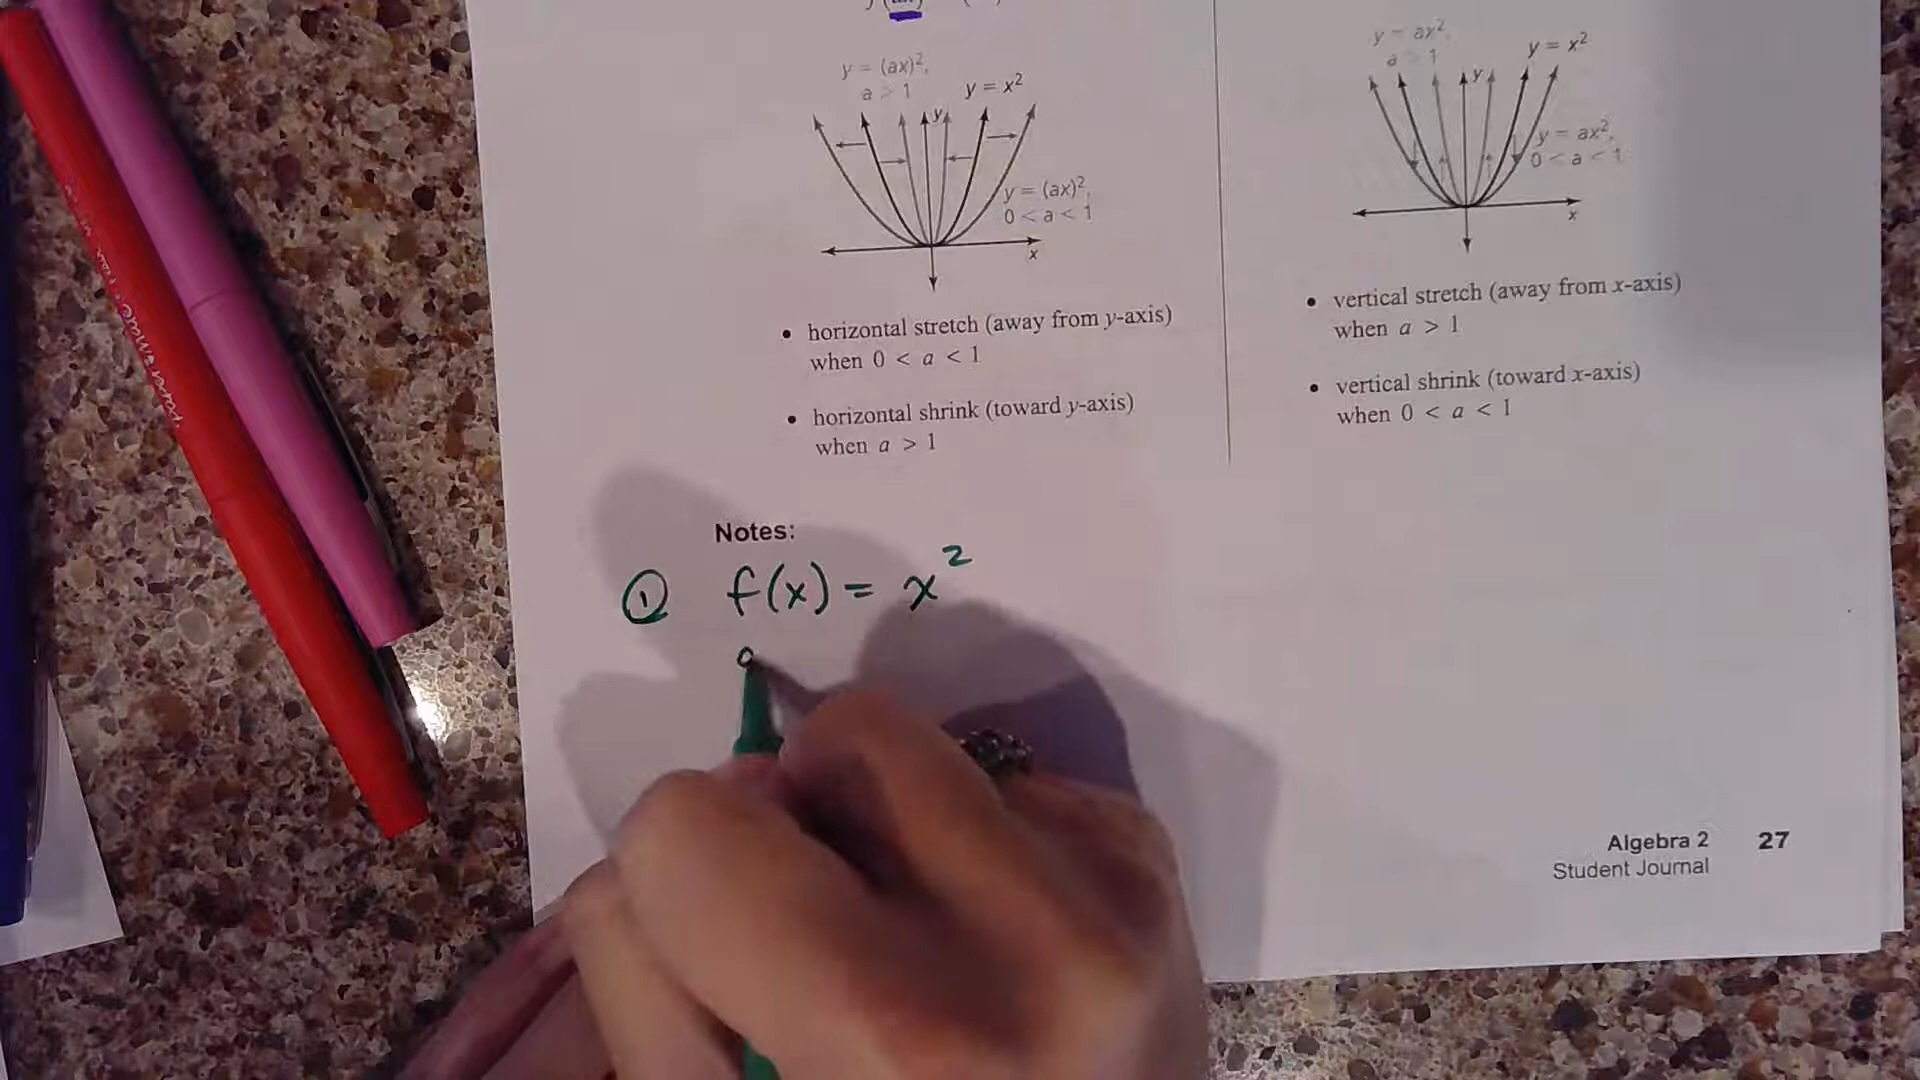 y = (ax)²,
a > 1
y = x²
y
y = (ax)²,
0 < a < 1
x
• horizontal stretch (away from y-axis)
when 0 < a < 1
• horizontal shrink (toward y-axis)
when a > 1
y = ax²,
a > 1
y = x²
y
y = ax²,
0 < a < 1
x
• vertical stretch (away from x-axis)
when a > 1
• vertical shrink (toward x-axis)
when 0 < a < 1
Notes:
① f(x) = x²
Algebra 2 27
Student Journal